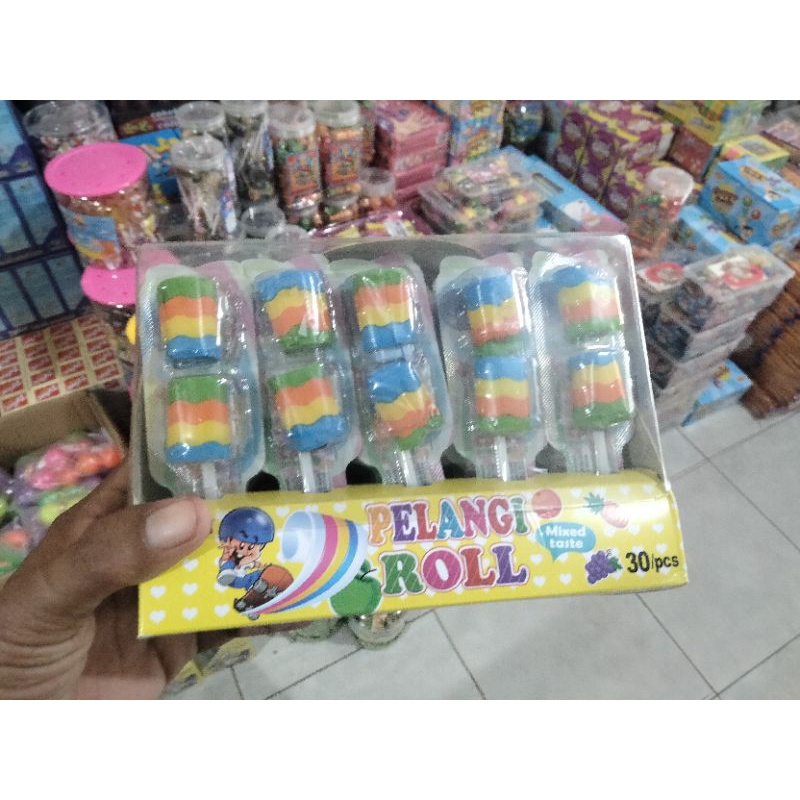 PELANGi
ROLL
Mixed
taste
30/pcs